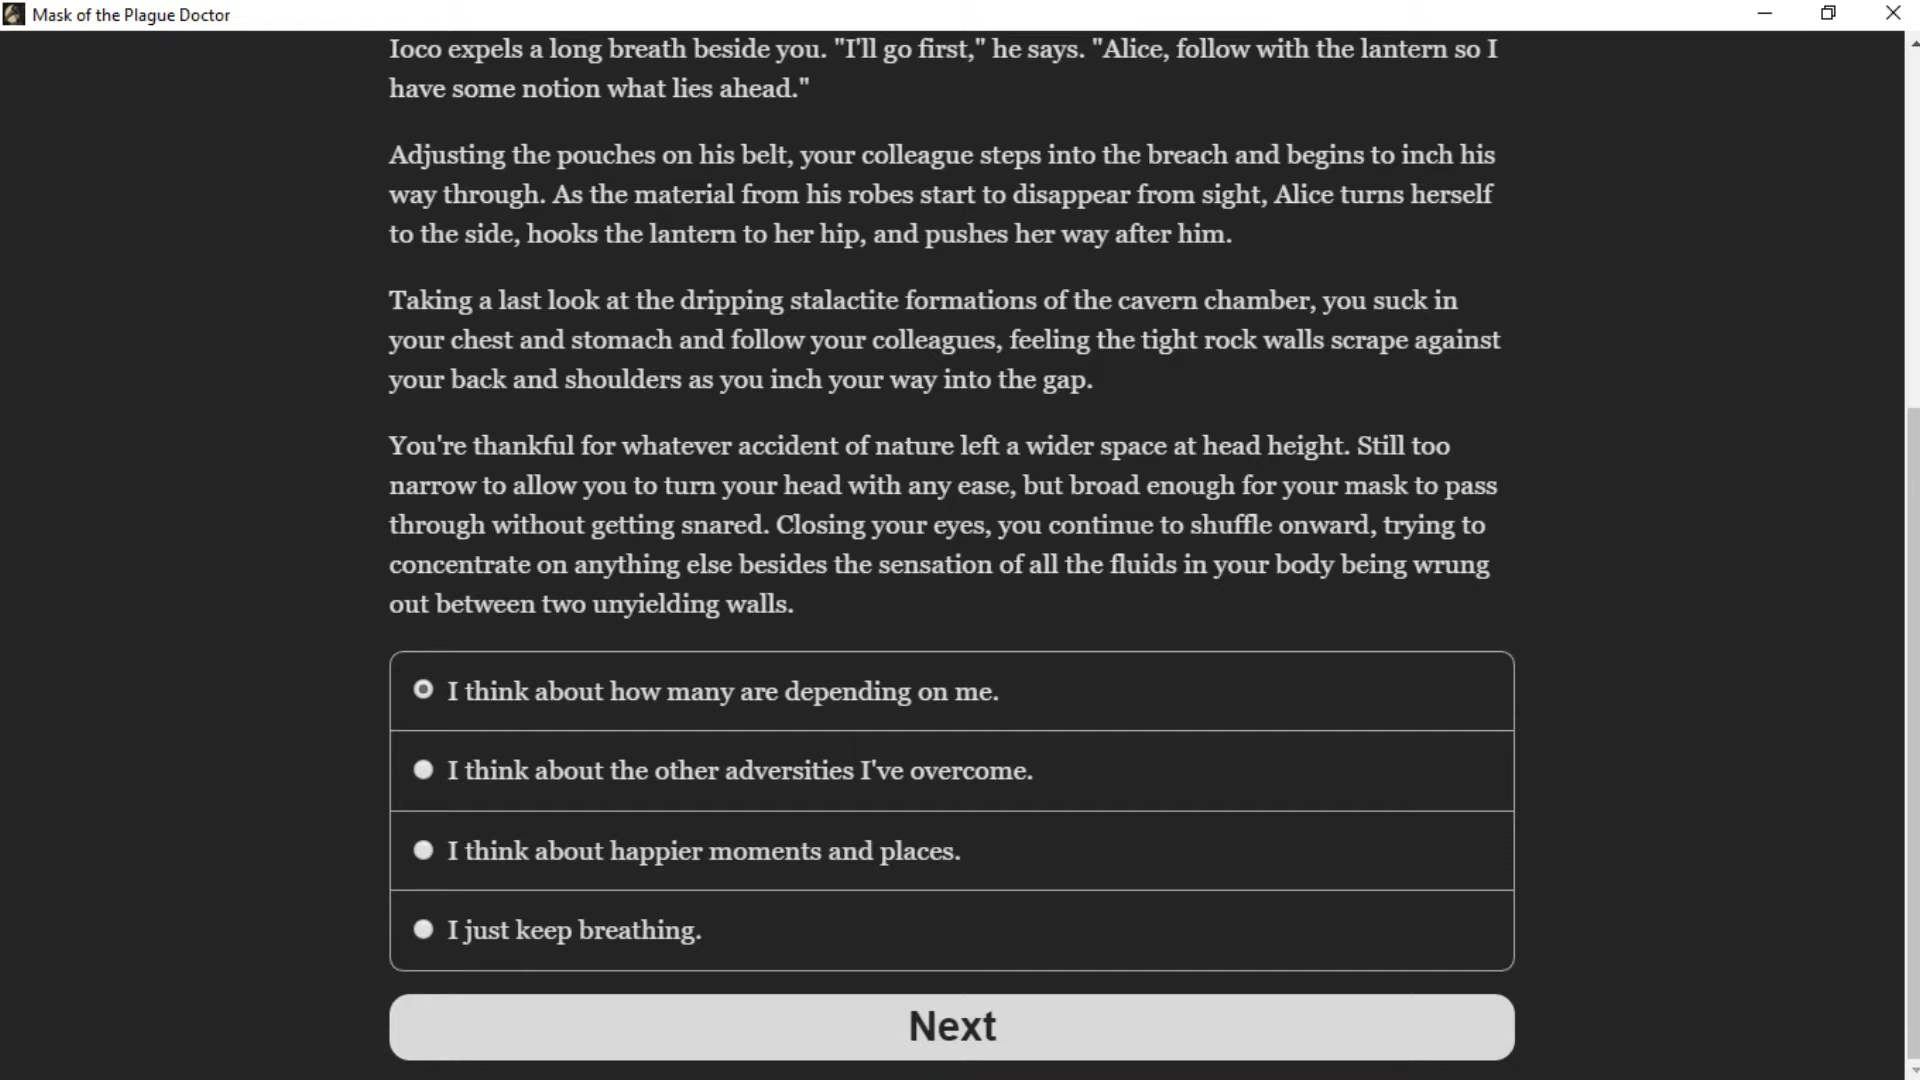 Mask of the Plague Doctor
Ioco expels a long breath beside you. "I'll go first," he says. "Alice, follow with the lantern so I
have some notion what lies ahead."
Adjusting the pouches on his belt, your colleague steps into the breach and begins to inch his
way through. As the material from his robes start to disappear from sight, Alice turns herself
to the side, hooks the lantern to her hip, and pushes her way after him.
Taking a last look at the dripping stalactite formations of the cavern chamber, you suck in
your chest and stomach and follow your colleagues, feeling the tight rock walls scrape against
your back and shoulders as you inch your way into the gap.
You're thankful for whatever accident of nature left a wider space at head height. Still too
narrow to allow you to turn your head with any ease, but broad enough for your mask to pass
through without getting snared. Closing your eyes, you continue to shuffle onward, trying to
concentrate on anything else besides the sensation of all the fluids in your body being wrung
out between two unyielding walls.
I think about how many are depending on me.
I think about the other adversities I've overcome.
I think about happier moments and places.
I just keep breathing.
Next